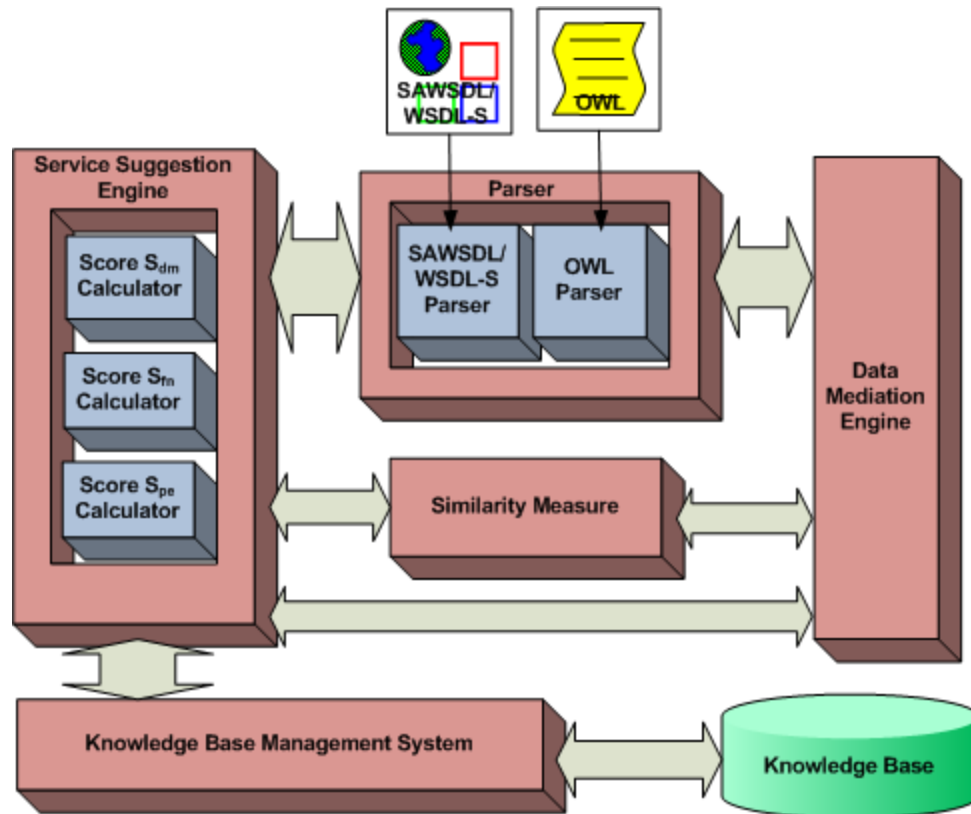 SAWSDL/
WSDL-S
OWL
Service Suggestion
Engine
Parser
Score Sdm
Calculator
SAWSDL/
WSDL-S
Parser
OWL
Parser
Score Sfn
Calculator
Data
Mediation
Engine
Score Spe
Calculator
Similarity Measure
Knowledge Base Management System
Knowledge Base